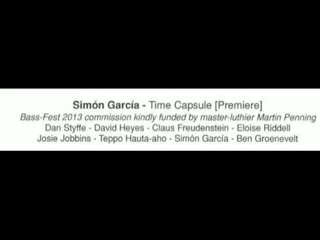 Simón García - Time Capsule [Premiere]
Bass-Fest 2013 commission kindly funded by master-luthier Martin Penning
Dan Styffe - David Heyes - Claus Freudenstein - Eloise Riddell
Josie Jobbins - Teppo Hauta-aho - Simón García - Ben Groenevelt